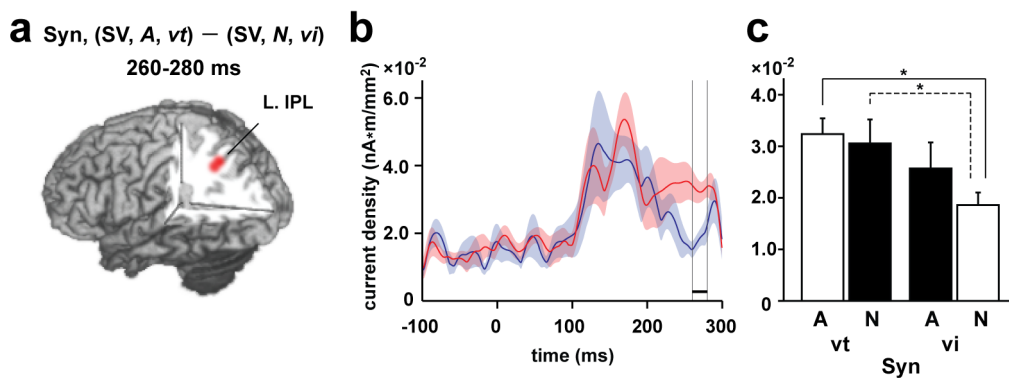 a
Syn, (SV, A, vt) − (SV, N, vi)
260-280 ms
L. IPL
b
×10⁻²
current density (nA*m/mm²)
6.0
4.0
2.0
0
-100
0
100
200
300
time (ms)
c
×10⁻²
4.0
3.0
2.0
1.0
0
*
*
A
N
A
N
vt
vi
Syn